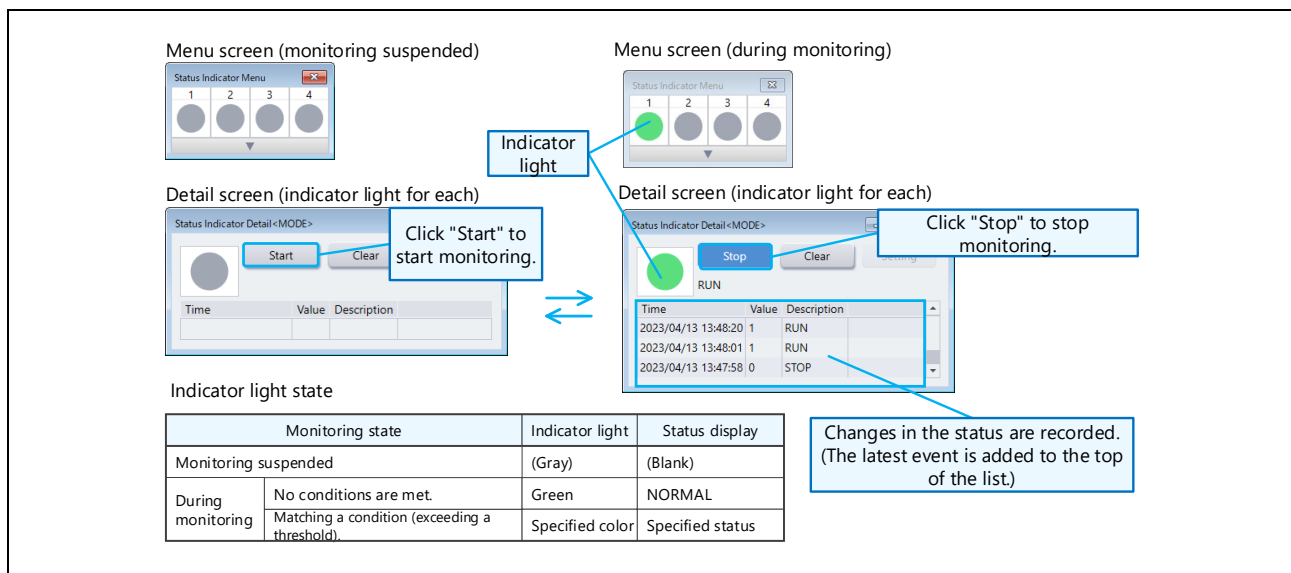 Menu screen (monitoring suspended)
Status Indicator Menu
1 2 3 4
▼
Menu screen (during monitoring)
Status Indicator Menu
1 2 3 4
▼
Indicator
light
Detail screen (indicator light for each)
Status Indicator Detail<MODE>
Start
Clear
Click "Start" to
start monitoring.
Time Value Description
Detail screen (indicator light for each)
Status Indicator Detail<MODE>
Click "Stop" to stop
monitoring.
Stop
Clear
Setting
RUN
Time Value Description
2023/04/13 13:48:20 1 RUN
2023/04/13 13:48:01 1 RUN
2023/04/13 13:47:58 0 STOP
Changes in the status are recorded.
(The latest event is added to the top
of the list.)
Indicator light state
Monitoring state Indicator light Status display
Monitoring suspended (Gray) (Blank)
During
monitoring
No conditions are met. Green NORMAL
Matching a condition (exceeding a
threshold).
Specified color Specified status